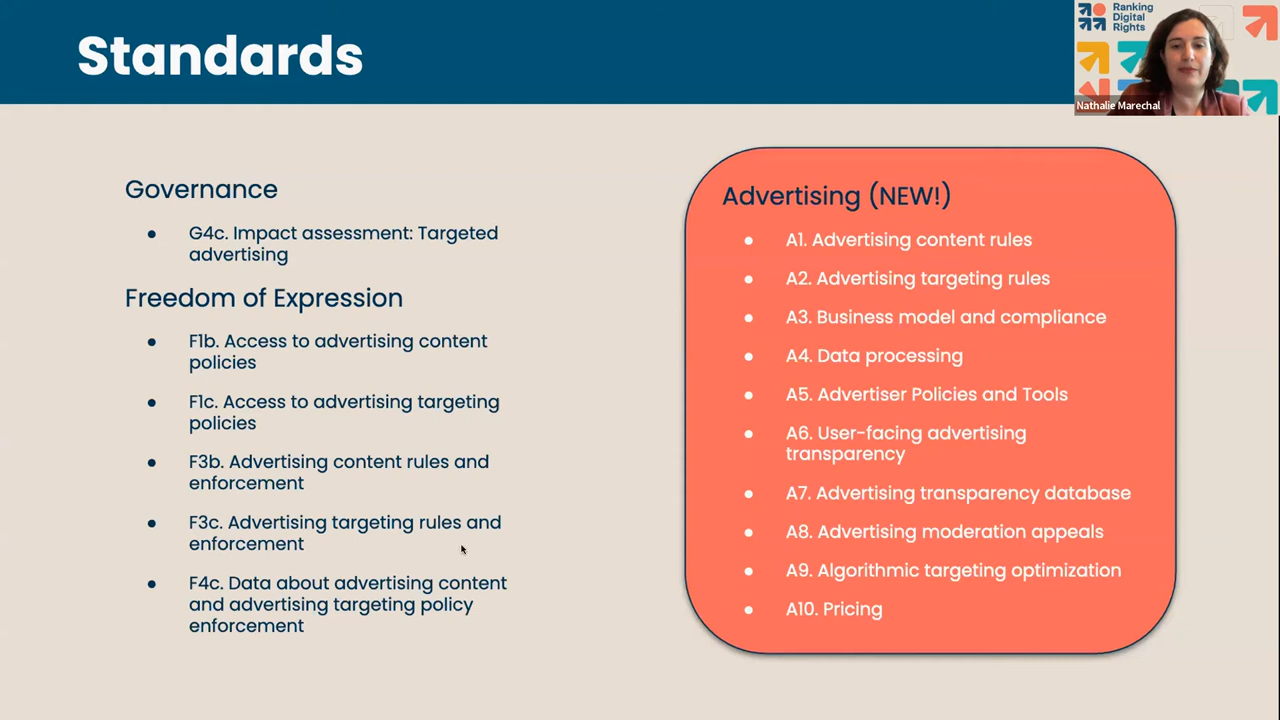 Standards
Ranking
Digital
Rights
Nathalie Marechal
Governance
G4c. Impact assessment: Targeted
advertising
Freedom of Expression
F1b. Access to advertising content
policies
F1c. Access to advertising targeting
policies
F3b. Advertising content rules and
enforcement
F3c. Advertising targeting rules and
enforcement
F4c. Data about advertising content
and advertising targeting policy
enforcement
Advertising (NEW!)
A1. Advertising content rules
A2. Advertising targeting rules
A3. Business model and compliance
A4. Data processing
A5. Advertiser Policies and Tools
A6. User-facing advertising
transparency
A7. Advertising transparency database
A8. Advertising moderation appeals
A9. Algorithmic targeting optimization
A10. Pricing